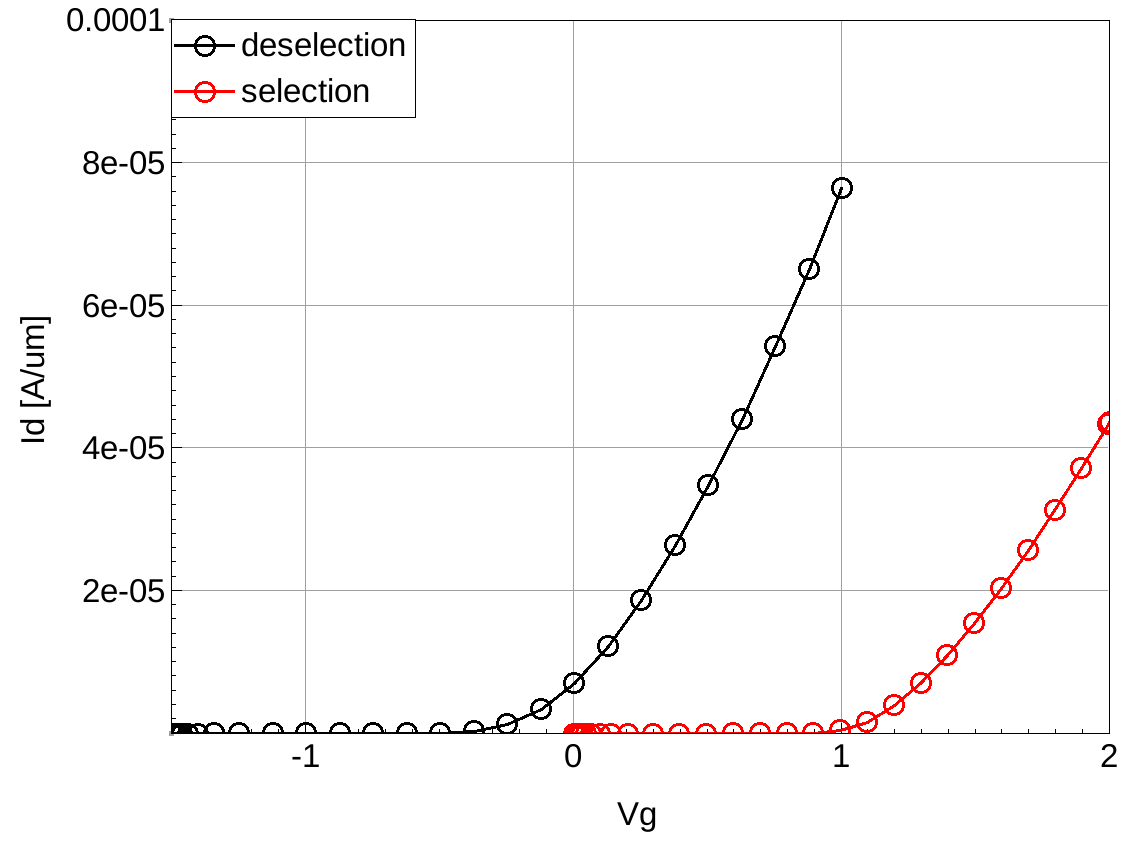 0.0001
deselection
selection
8e-05
6e-05
Id [A/um]
4e-05
2e-05
-1
0
1
2
Vg